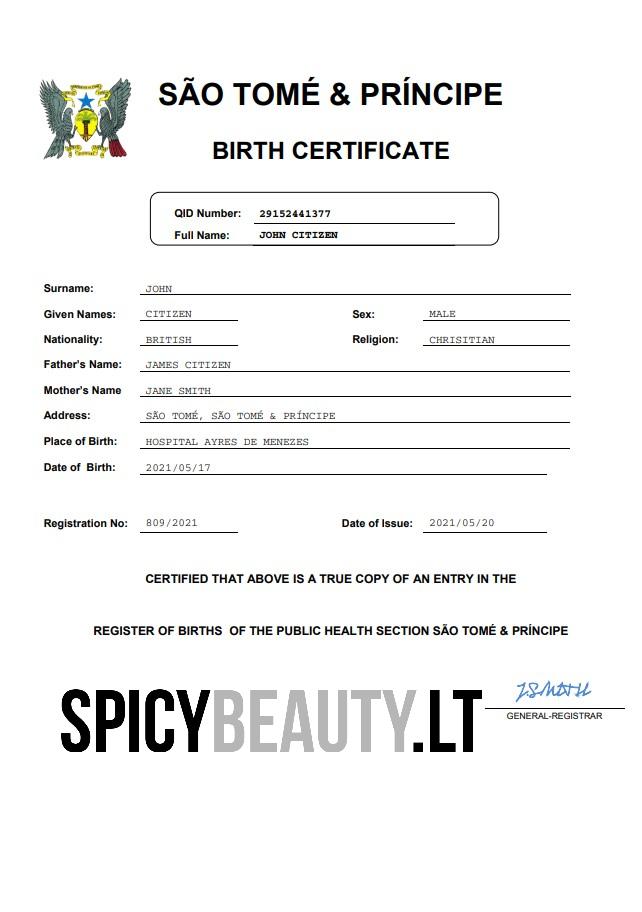 SÃO TOMÉ & PRÍNCIPE
BIRTH CERTIFICATE
QID Number: 29152441377
Full Name: JOHN CITIZEN
Surname: JOHN
Given Names: CITIZEN Sex: MALE
Nationality: BRITISH Religion: CHRISITIAN
Father's Name: JAMES CITIZEN
Mother's Name JANE SMITH
Address: SÃO TOMÉ, SÃO TOMÉ & PRÍNCIPE
Place of Birth: HOSPITAL AYRES DE MENEZES
Date of Birth: 2021/05/17
Registration No: 809/2021 Date of Issue: 2021/05/20
CERTIFIED THAT ABOVE IS A TRUE COPY OF AN ENTRY IN THE
REGISTER OF BIRTHS OF THE PUBLIC HEALTH SECTION SÃO TOMÉ & PRÍNCIPE
SPICYBEAUTY.LT
J.SMITH
GENERAL-REGISTRAR